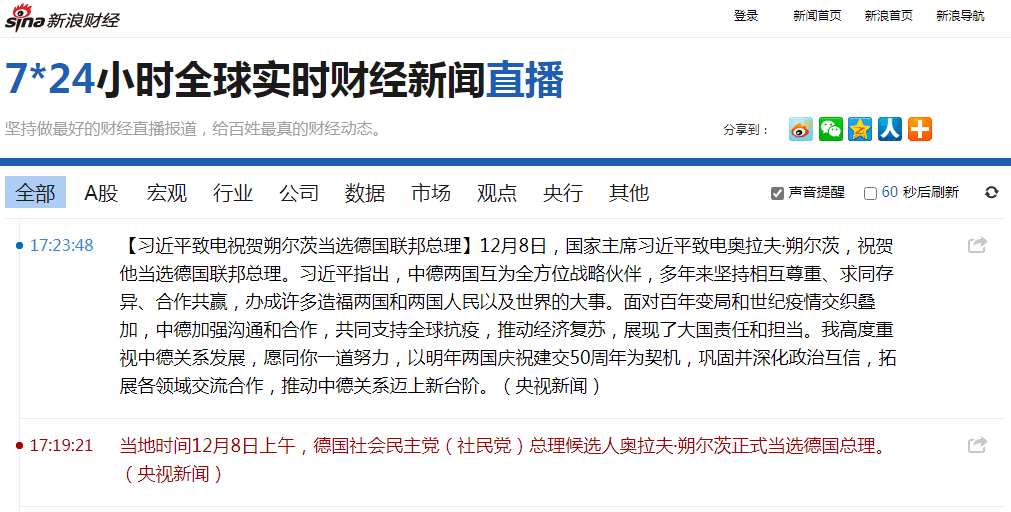 sina新浪财经
登录 新闻首页 新浪首页 新浪导航
7*24小时全球实时财经新闻直播
坚持做最好的财经直播报道，给百姓最真的财经动态。
分享到：
全部 A股 宏观 行业 公司 数据 市场 观点 央行 其他
声音提醒 60 秒后刷新
17:23:48
【习近平致电祝贺朔尔茨当选德国联邦总理】12月8日，国家主席习近平致电奥拉夫·朔尔茨，祝贺
他当选德国联邦总理。习近平指出，中德两国互为全方位战略伙伴，多年来坚持相互尊重、求同存
异、合作共赢，办成许多造福两国和两国人民以及世界的大事。面对百年变局和世纪疫情交织叠
加，中德加强沟通和合作，共同支持全球抗疫，推动经济复苏，展现了大国责任和担当。我高度重
视中德关系发展，愿同你一道努力，以明年两国庆祝建交50周年为契机，巩固并深化政治互信，拓
展各领域交流合作，推动中德关系迈上新台阶。（央视新闻）
17:19:21
当地时间12月8日上午，德国社会民主党（社民党）总理候选人奥拉夫·朔尔茨正式当选德国总理。
（央视新闻）